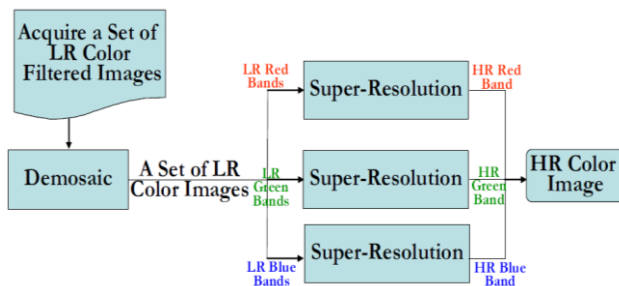 Acquire a Set of
LR Color
Filtered Images
Demosaic
A Set of LR
Color Images
LR Red
Bands
Super-Resolution
HR Red
Band
LR
Green
Bands
Super-Resolution
HR
Green
Band
LR Blue
Bands
Super-Resolution
HR Blue
Band
HR Color
Image